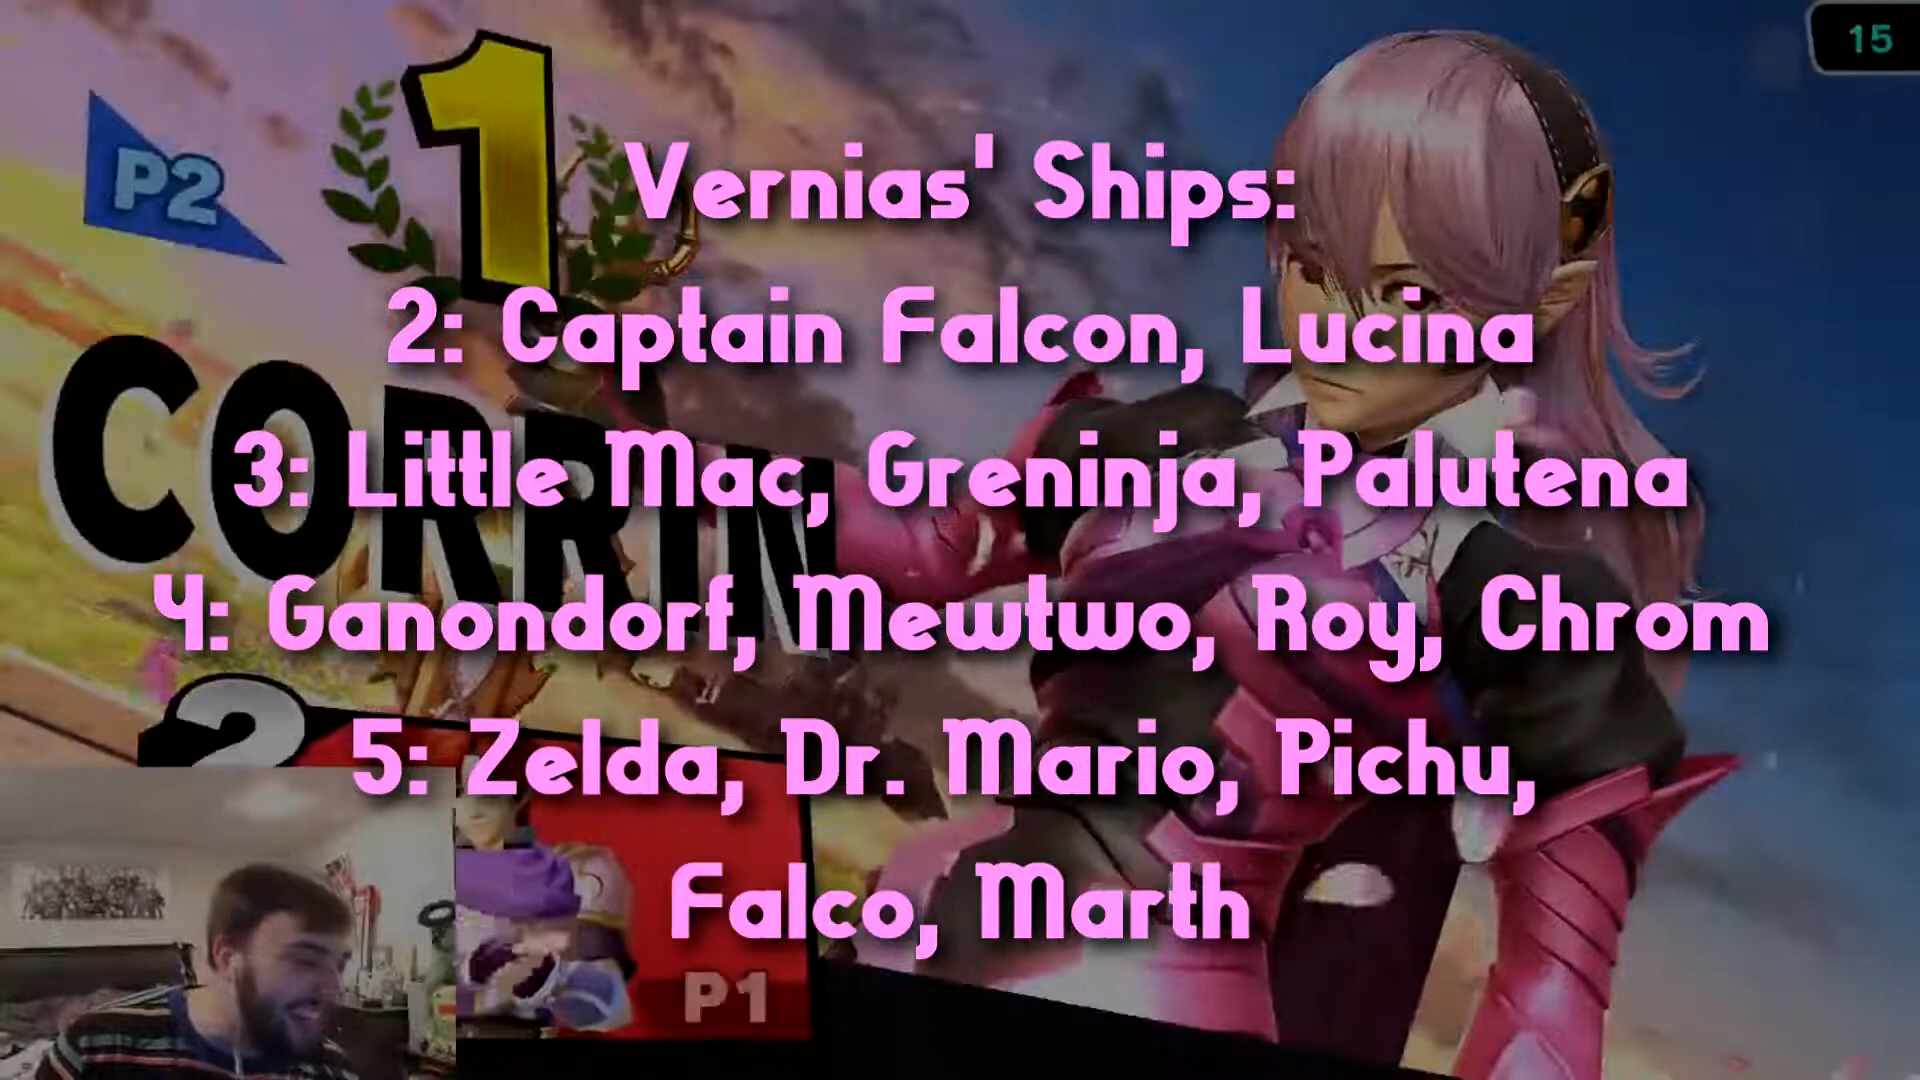 15
1
P2
Vernias' Ships:
2: Captain Falcon, Lucina
CORRIN
3: Little Mac, Greninja, Palutena
4: Ganondorf, Mewtwo, Roy, Chrom
2
5: Zelda, Dr. Mario, Pichu,
Falco, Marth
P1